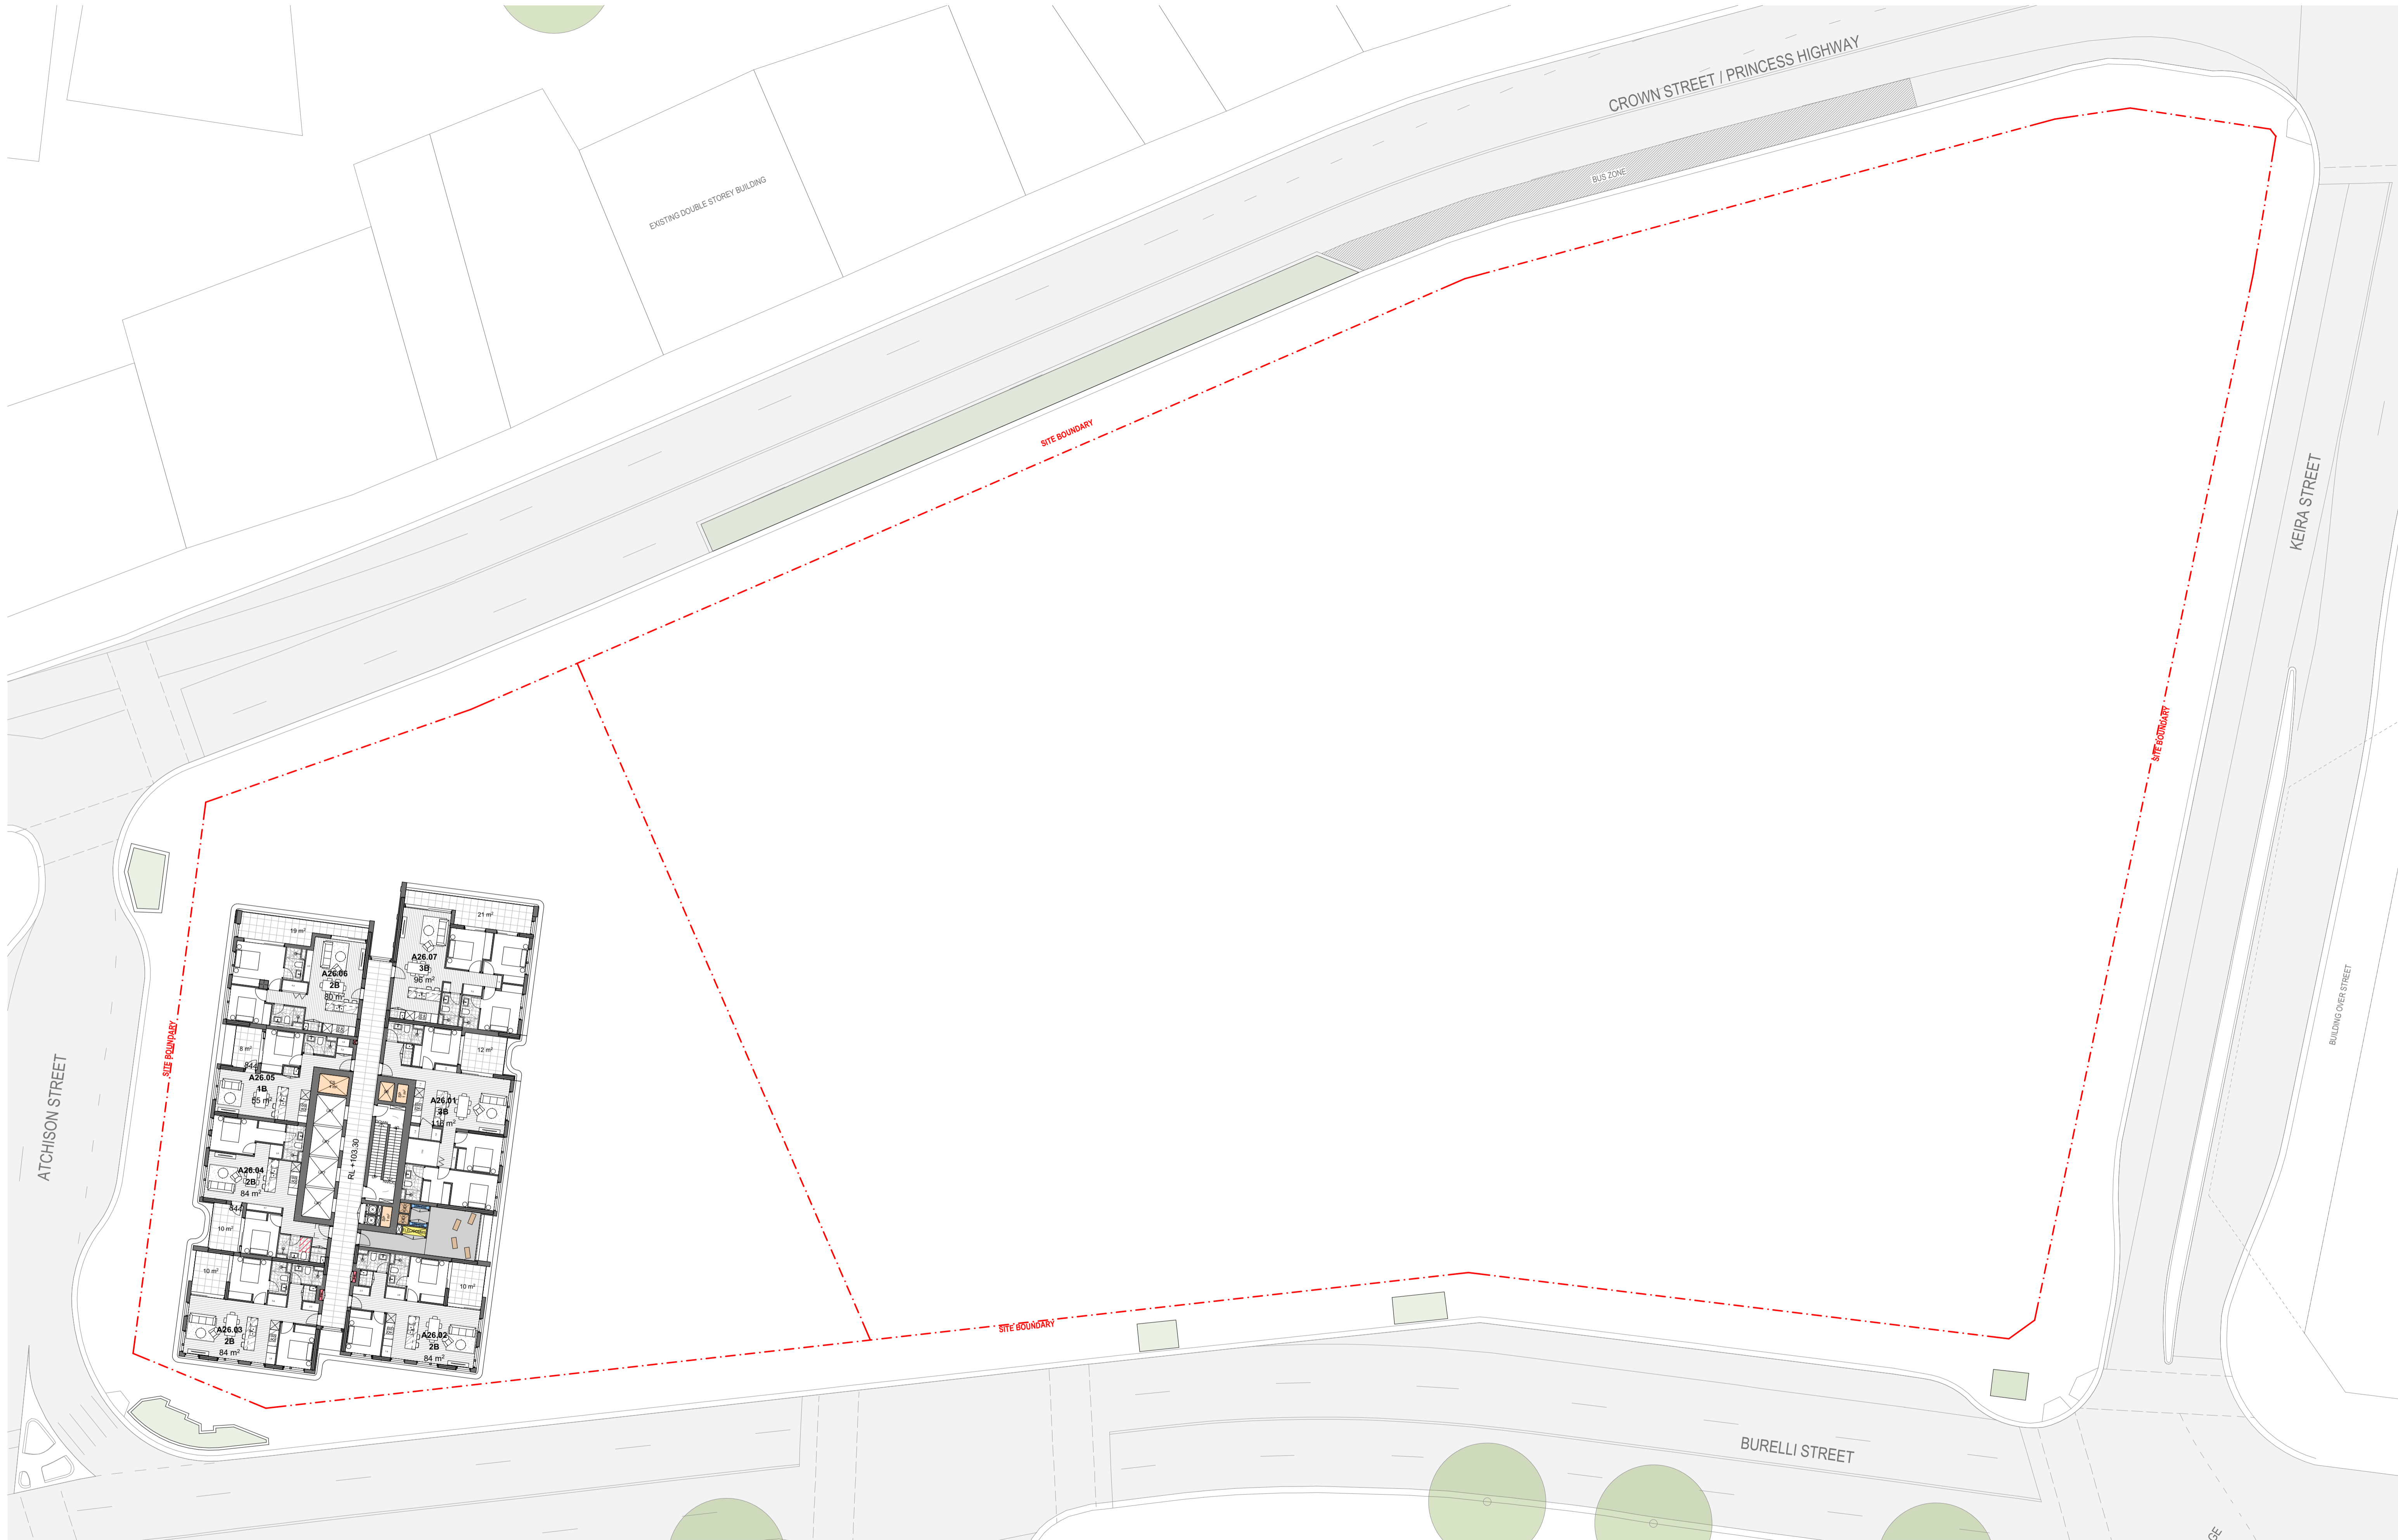 CROWN STREET / PRINCESS HIGHWAY
BUS ZONE
EXISTING DOUBLE STOREY BUILDING
SITE BOUNDARY
KEIRA STREET
SITE BOUNDARY
BUILDING OVER STREET
21 m²
19 m²
A26.07
3B
96 m²
A26.06
2B
80 m²
8 m²
12 m²
A26.05
1B
55 m²
A26.01
116 m²
SITE BOUNDARY
ATCHISON STREET
RL +103.30
A26.04
2B
84 m²
10 m²
10 m²
10 m²
A26.03
2B
84 m²
A26.02
2B
84 m²
SITE BOUNDARY
BURELLI STREET
GE